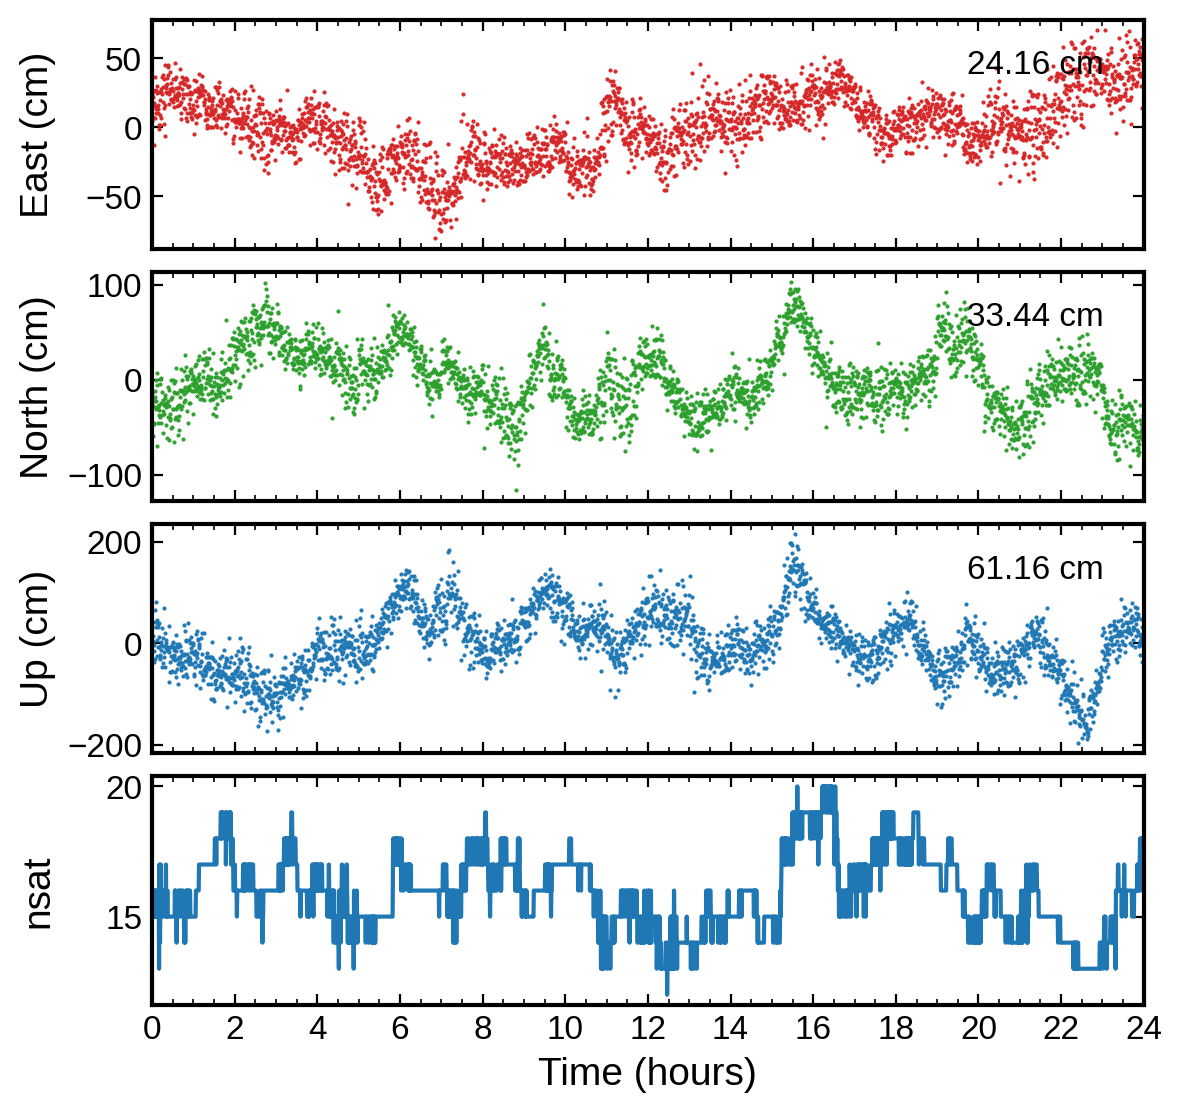 East (cm)
50
0
−50
24.16 cm
North (cm)
100
0
−100
33.44 cm
Up (cm)
200
0
−200
61.16 cm
nsat
20
15
0 2 4 6 8 10 12 14 16 18 20 22 24
Time (hours)